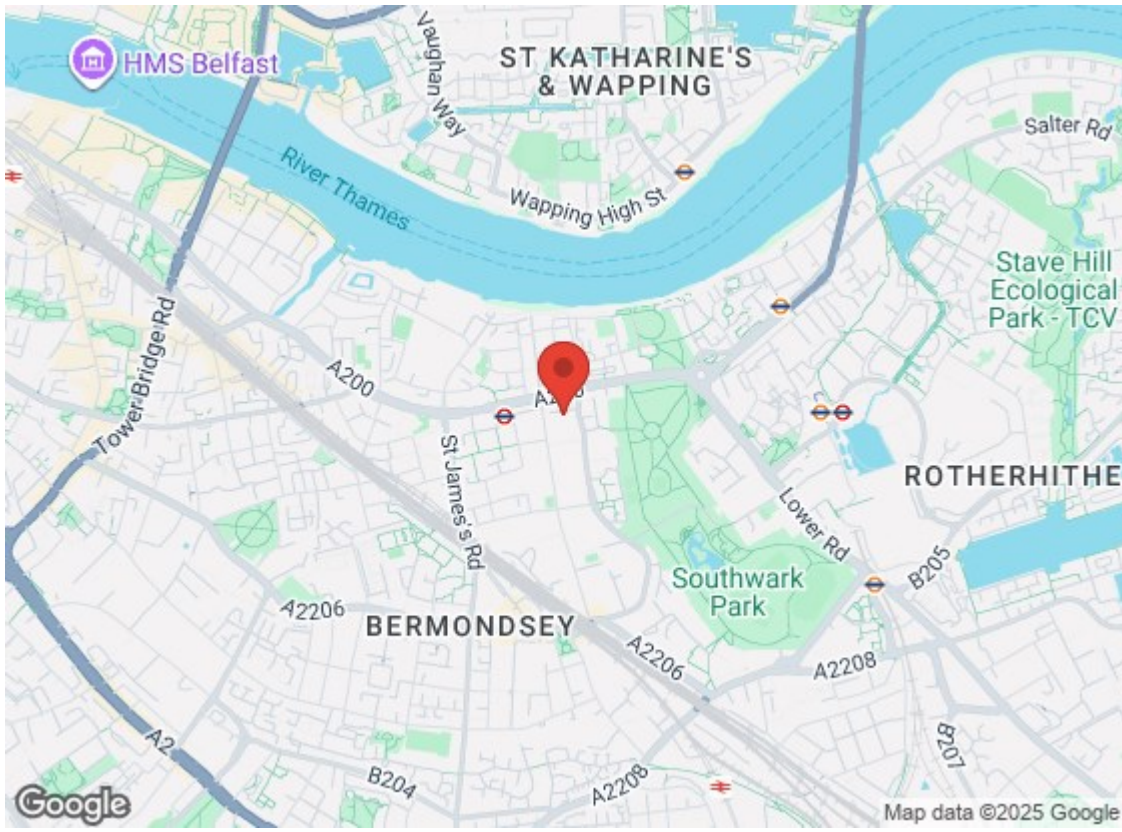 HMS Belfast
Vaughan Way
ST KATHARINE'S
& WAPPING
Salter Rd
River Thames
Wapping High St
Stave Hill
Ecological
Park - TCV
Tower Bridge Rd
A200
St James's Rd
ROTHERHITHE
Lower Rd
B205
Southwark
Park
A2206
BERMONDSEY
A2206
A2208
A2
B207
B204
A2208
Google
Map data ©2025 Google